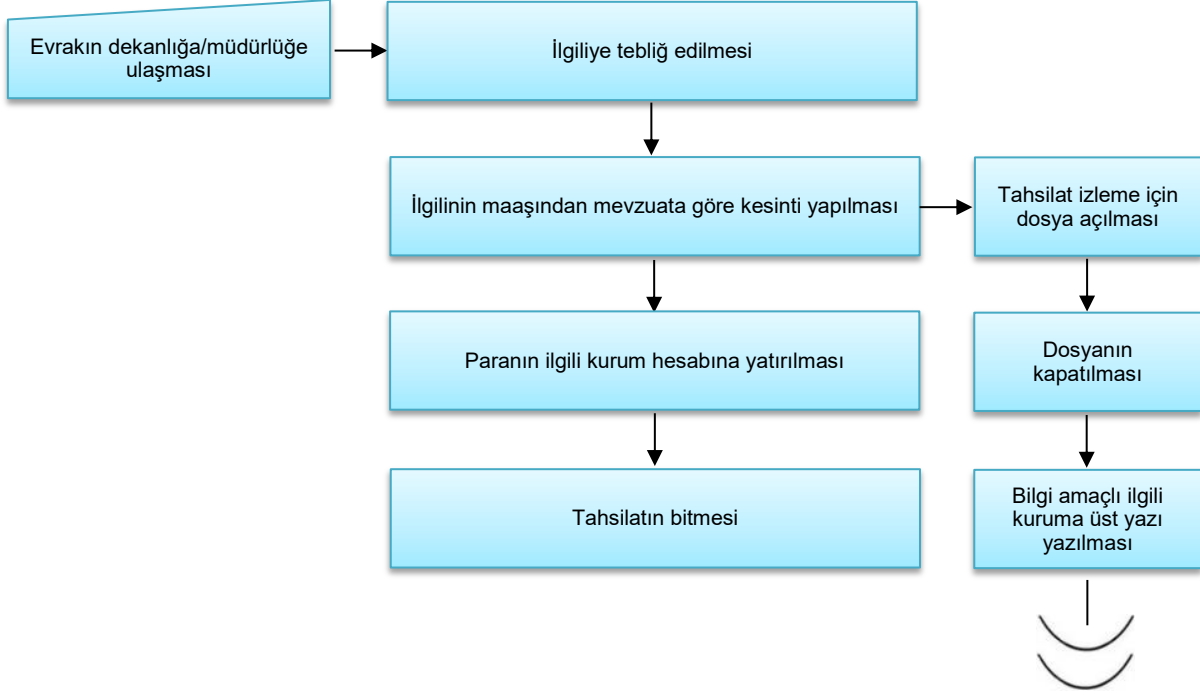 Evrakın dekanlığa/müdürlüğe
ulaşması
İlgiliye tebliğ edilmesi
İlgilinin maaşından mevzuata göre kesinti yapılması
Tahsilat izleme için
dosya açılması
Paranın ilgili kurum hesabına yatırılması
Dosyanın
kapatılması
Tahsilatın bitmesi
Bilgi amaçlı ilgili
kuruma üst yazı
yazılması